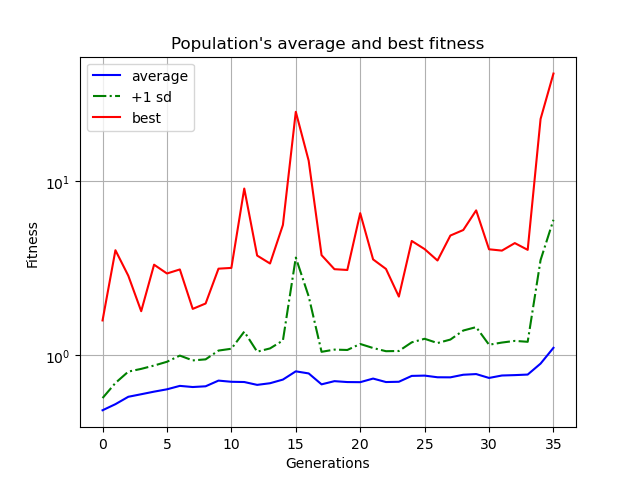 Population's average and best fitness
average
+1 sd
best
Fitness
10¹
10⁰
0 5 10 15 20 25 30 35
Generations